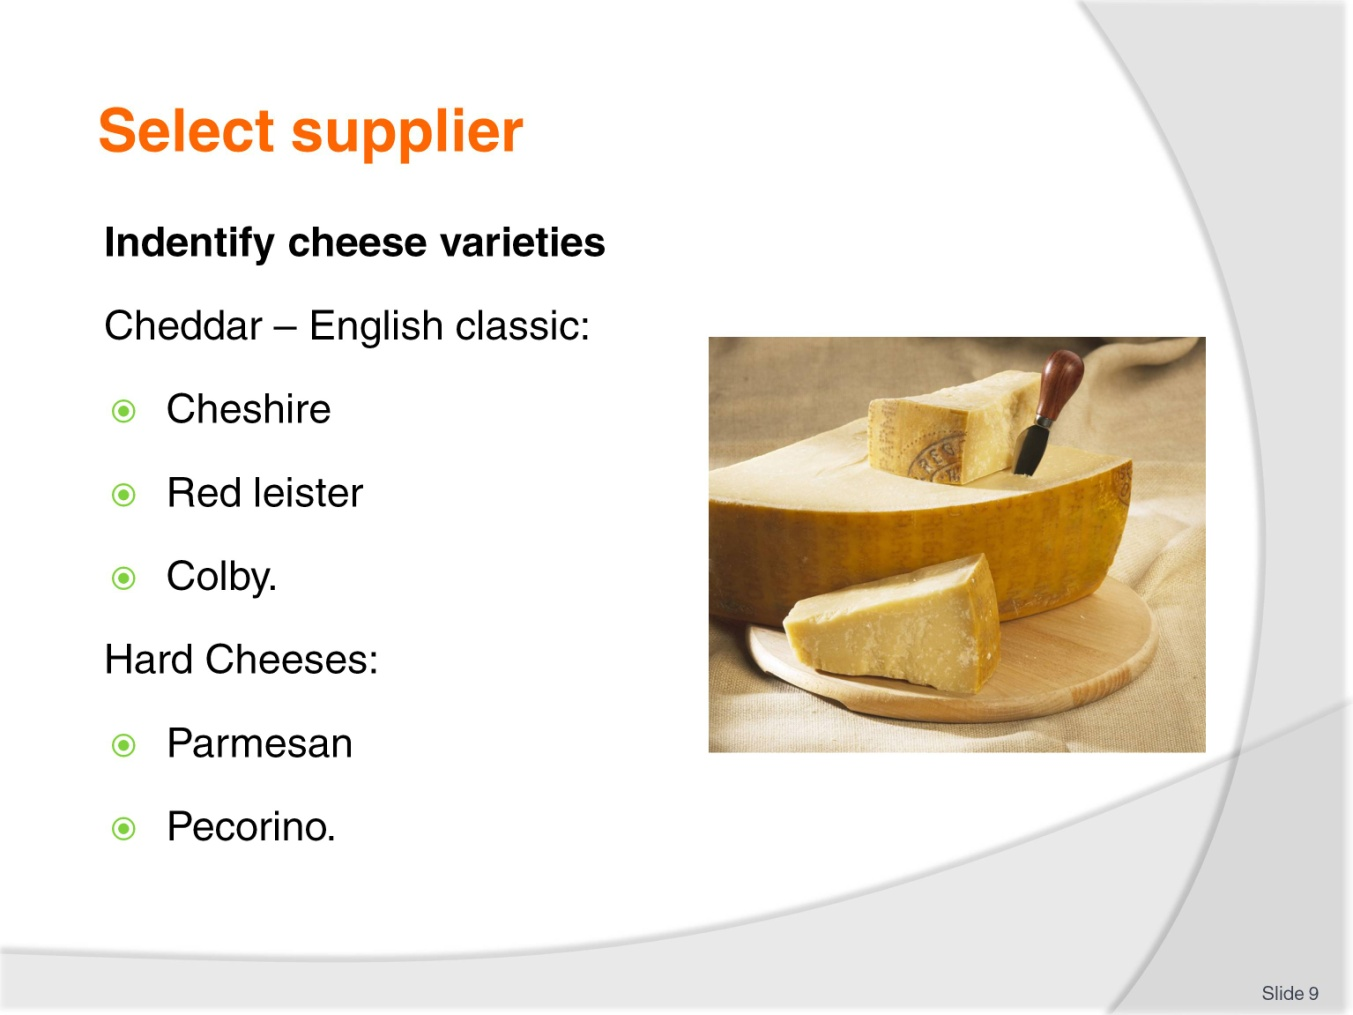 Select supplier
Indentify cheese varieties
Cheddar – English classic:
Cheshire
Red leister
Colby.
Hard Cheeses:
Parmesan
Pecorino.
Slide 9